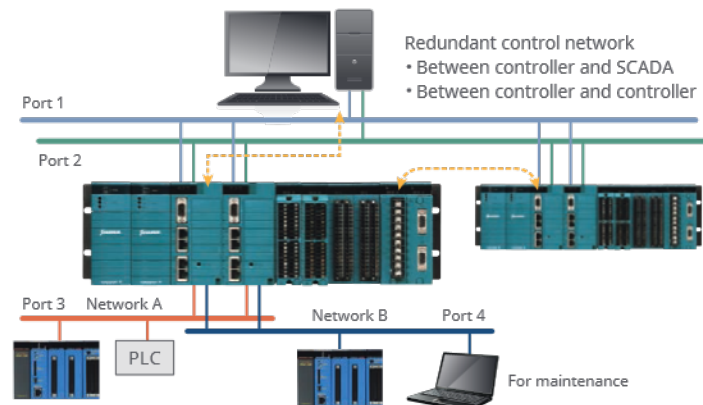 Redundant control network
• Between controller and SCADA
• Between controller and controller
Port 1
Port 2
Port 3
Network A
Network B
Port 4
PLC
For maintenance